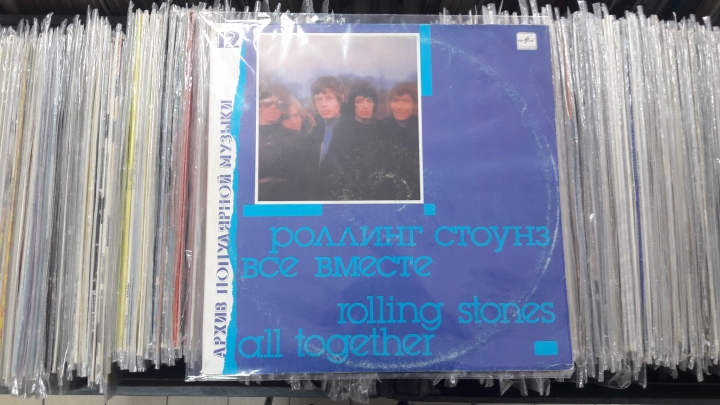 12
АРХИВ ПОПУЛЯРНОЙ МУЗЫКИ
роллинг стоунз
все вместе
rolling stones
all together